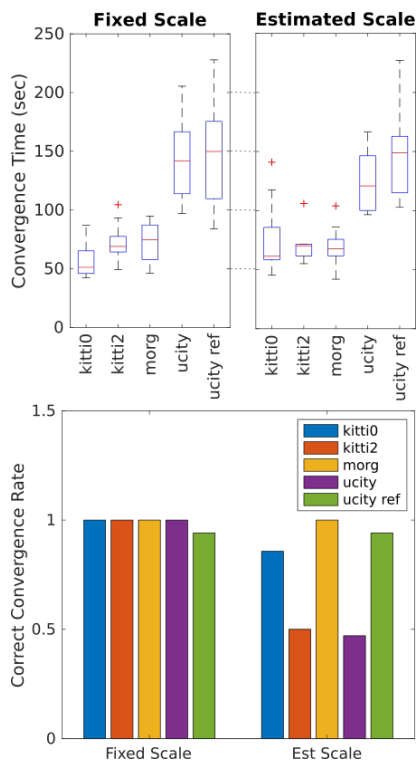 Fixed Scale Estimated Scale
Convergence Time (sec)
250
200
150
100
50
0
kitti0
kitti2
morg
ucity
ucity ref
kitti0
kitti2
morg
ucity
ucity ref
Correct Convergence Rate
1.5
1
0.5
0
kitti0
kitti2
morg
ucity
ucity ref
Fixed Scale Est Scale